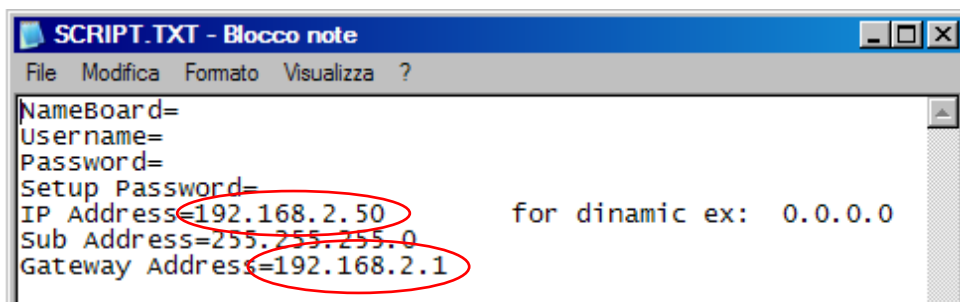 SCRIPT.TXT - Blocco note
File Modifica Formato Visualizza ?
NameBoard=
Username=
Password=
Setup Password=
IP Address=192.168.2.50 for dinamic ex: 0.0.0.0
Sub Address=255.255.255.0
Gateway Address=192.168.2.1